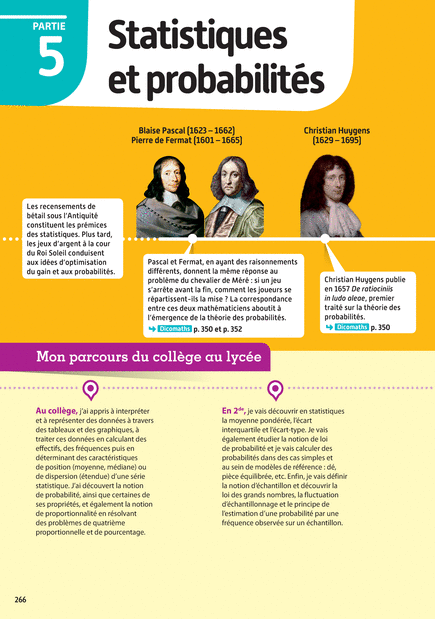 PARTIE
5
Statistiques
et probabilités
Blaise Pascal (1623 – 1662)
Pierre de Fermat (1601 – 1665)
Christian Huygens
(1629 – 1695)
Les recensements de
bétail sous l'Antiquité
constituent les prémices
des statistiques. Plus tard,
les jeux d'argent à la cour
du Roi Soleil conduisent
aux idées d'optimisation
du gain et aux probabilités.
Pascal et Fermat, en ayant des raisonnements
différents, donnent la même réponse au
problème du chevalier de Méré : si un jeu
s'arrête avant la fin, comment les joueurs se
répartissent-ils la mise ? La correspondance
entre ces deux mathématiciens aboutit à
l'émergence de la théorie des probabilités.
Dicomaths p. 350 et p. 352
Christian Huygens publie
en 1657 De ratiociniis
in ludo aleae, premier
traité sur la théorie des
probabilités.
Dicomaths p. 350
Mon parcours du collège au lycée
Au collège, j'ai appris à interpréter
et à représenter des données à travers
des tableaux et des graphiques, à
traiter ces données en calculant des
effectifs, des fréquences puis en
déterminant des caractéristiques
de position (moyenne, médiane) ou
de dispersion (étendue) d'une série
statistique. J'ai découvert la notion
de probabilité, ainsi que certaines de
ses propriétés, et également la notion
de proportionnalité en résolvant
des problèmes de quatrième
proportionnelle et de pourcentage.
En 2de, je vais découvrir en statistiques
la moyenne pondérée, l'écart
interquartile et l'écart-type. Je vais
également étudier la notion de loi
de probabilité et je vais calculer des
probabilités dans des cas simples et
au sein de modèles de référence : dé,
pièce équilibrée, etc. Enfin, je vais définir
la notion d'échantillon et découvrir la
loi des grands nombres, la fluctuation
d'échantillonnage et le principe de
l'estimation d'une probabilité par une
fréquence observée sur un échantillon.
266